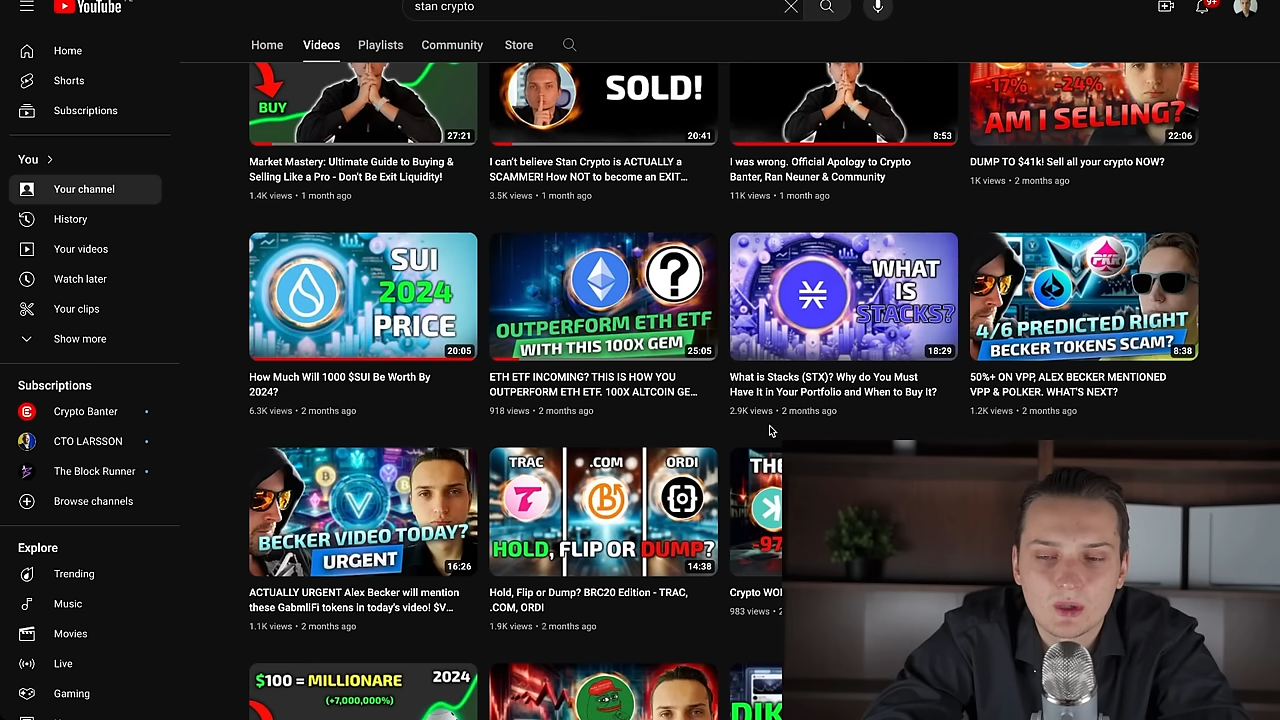 YouTube
stan crypto
9+
Home
Videos
Playlists
Community
Store
Home
Shorts
Subscriptions
You
Your channel
History
Your videos
Watch later
Your clips
Show more
Subscriptions
Crypto Banter
CTO LARSSON
The Block Runner
Browse channels
Explore
Trending
Music
Movies
Live
Gaming
BUY
27:21
Market Mastery: Ultimate Guide to Buying &
Selling Like a Pro - Don't Be Exit Liquidity!
1.4K views • 1 month ago
SOLD!
20:41
I can't believe Stan Crypto is ACTUALLY a
SCAMMER! How NOT to become an EXIT...
3.5K views • 1 month ago
8:53
I was wrong. Official Apology to Crypto
Banter, Ran Neuner & Community
11K views • 1 month ago
-17% -24%
AM I SELLING?
22:06
DUMP TO $41k! Sell all your crypto NOW?
1K views • 2 months ago
SUI
2024
PRICE
20:05
How Much Will 1000 $SUI Be Worth By
2024?
6.3K views • 2 months ago
?
OUTPERFORM ETH ETF
WITH THIS 100X GEM
25:05
ETH ETF INCOMING? THIS IS HOW YOU
OUTPERFORM ETH ETF. 100X ALTCOIN GE...
918 views • 2 months ago
WHAT
IS
STACKS?
18:29
What is Stacks (STX)? Why do You Must
Have it in Your Portfolio and When to Buy It?
2.9K views • 2 months ago
PKR
4/6 PREDICTED RIGHT
BECKER TOKENS SCAM?
8:38
50%+ ON VPP, ALEX BECKER MENTIONED
VPP & POLKER. WHAT'S NEXT?
1.2K views • 2 months ago
BECKER VIDEO TODAY?
URGENT
16:26
ACTUALLY URGENT Alex Becker will mention
these GabmliFi tokens in today's video! $V...
1.1K views • 2 months ago
TRAC .COM ORDI
HOLD, FLIP OR DUMP?
14:38
Hold, Flip or Dump? BRC20 Edition - TRAC,
.COM, ORDI
1.9K views • 2 months ago
THE
-97
Crypto WO
983 views • 2
$100 = MILLIONARE
(+7,000,000%)
2024
DIK